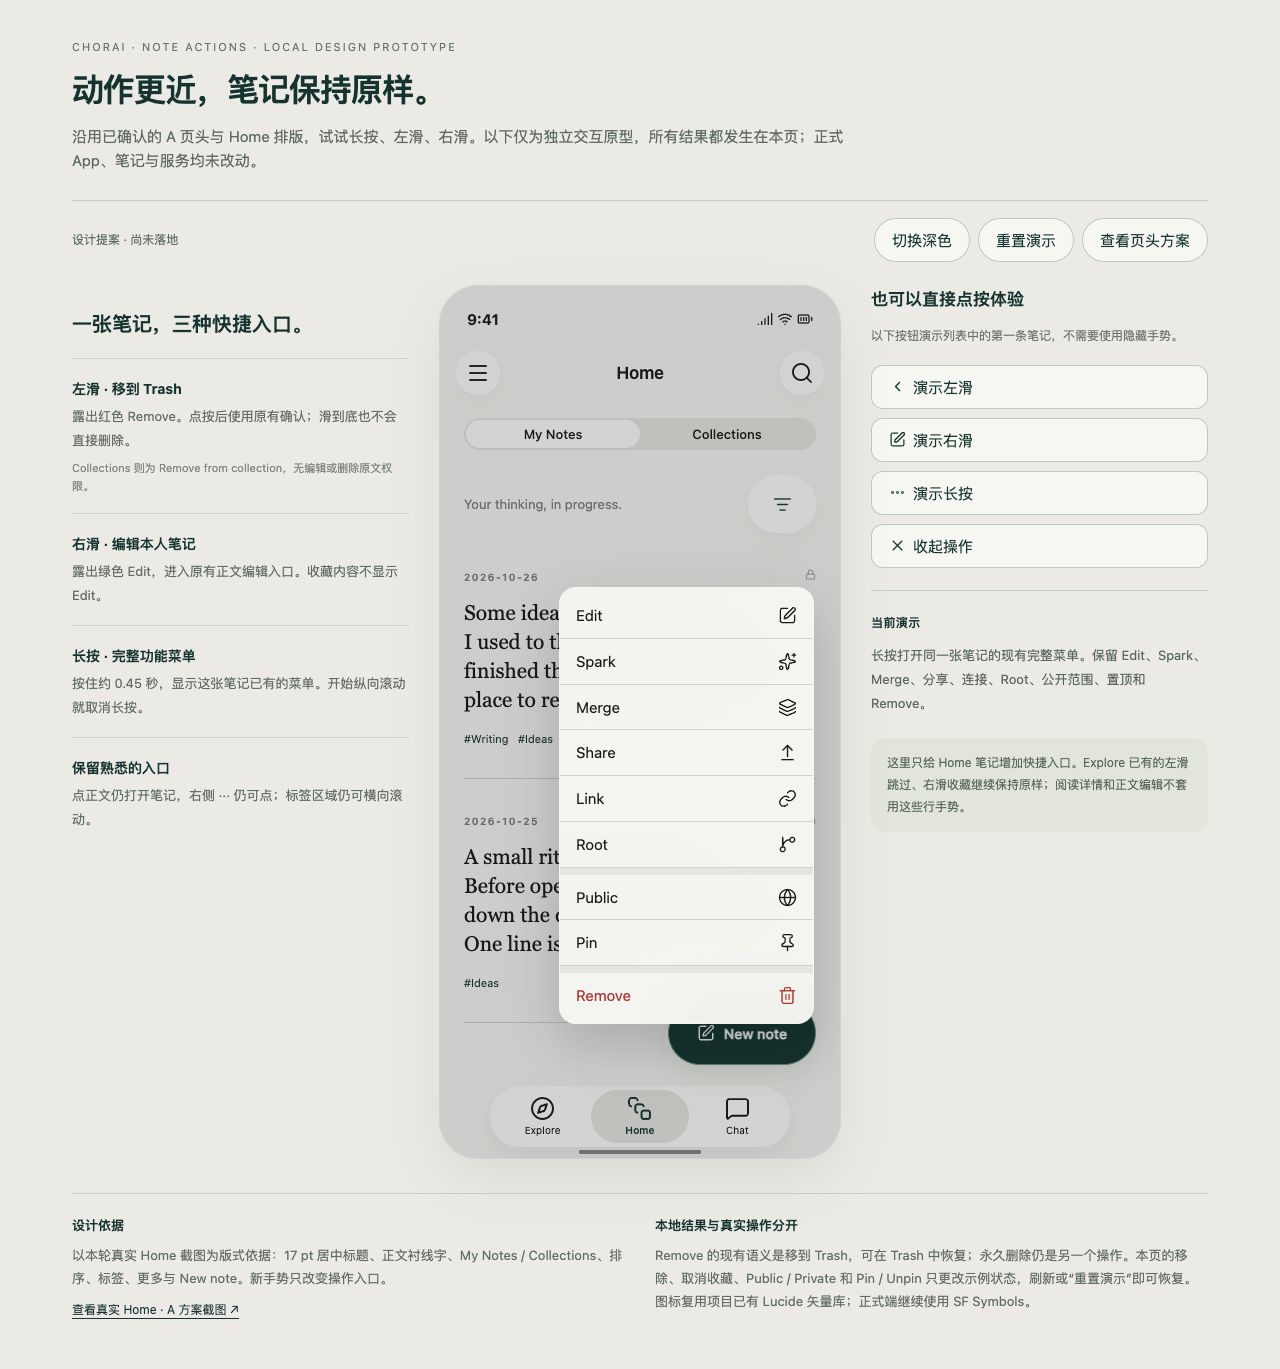 CHORAI · NOTE ACTIONS · LOCAL DESIGN PROTOTYPE
动作更近，笔记保持原样。
沿用已确认的 A 页头与 Home 排版，试试长按、左滑、右滑。以下仅为独立交互原型，所有结果都发生在本页；正式
App、笔记与服务均未改动。
设计提案 · 尚未落地
切换深色
重置演示
查看页头方案
一张笔记，三种快捷入口。
左滑 · 移到 Trash
露出红色 Remove。点按后使用原有确认；滑到底也不会
直接删除。
Collections 则为 Remove from collection，无编辑或删除原文权
限。
右滑 · 编辑本人笔记
露出绿色 Edit，进入原有正文编辑入口。收藏内容不显示
Edit。
长按 · 完整功能菜单
按住约 0.45 秒，显示这张笔记已有的菜单。开始纵向滚动
就取消长按。
保留熟悉的入口
点正文仍打开笔记，右侧 ··· 仍可点；标签区域仍可横向滚
动。
9:41
Home
My Notes
Collections
Your thinking, in progress.
2026-10-26
Some idea
I used to t
finished th
place to re
#Writing #Ideas
2026-10-25
A small rit
Before ope
down the
One line is
#Ideas
Edit
Spark
Merge
Share
Link
Root
Public
Pin
Remove
New note
Explore
Home
Chat
也可以直接点按体验
以下按钮演示列表中的第一条笔记，不需要使用隐藏手势。
演示左滑
演示右滑
演示长按
收起操作
当前演示
长按打开同一张笔记的现有完整菜单。保留 Edit、Spark、
Merge、分享、连接、Root、公开范围、置顶和
Remove。
这里只给 Home 笔记增加快捷入口。Explore 已有的左滑
跳过、右滑收藏继续保持原样；阅读详情和正文编辑不套
用这些行手势。
设计依据
以本轮真实 Home 截图为版式依据：17 pt 居中标题、正文衬线字、My Notes / Collections、排
序、标签、更多与 New note。新手势只改变操作入口。
查看真实 Home · A 方案截图 ↗
本地结果与真实操作分开
Remove 的现有语义是移到 Trash，可在 Trash 中恢复；永久删除仍是另一个操作。本页的移
除、取消收藏、Public / Private 和 Pin / Unpin 只更改示例状态，刷新或“重置演示”即可恢复。
图标复用项目已有 Lucide 矢量库；正式端继续使用 SF Symbols。